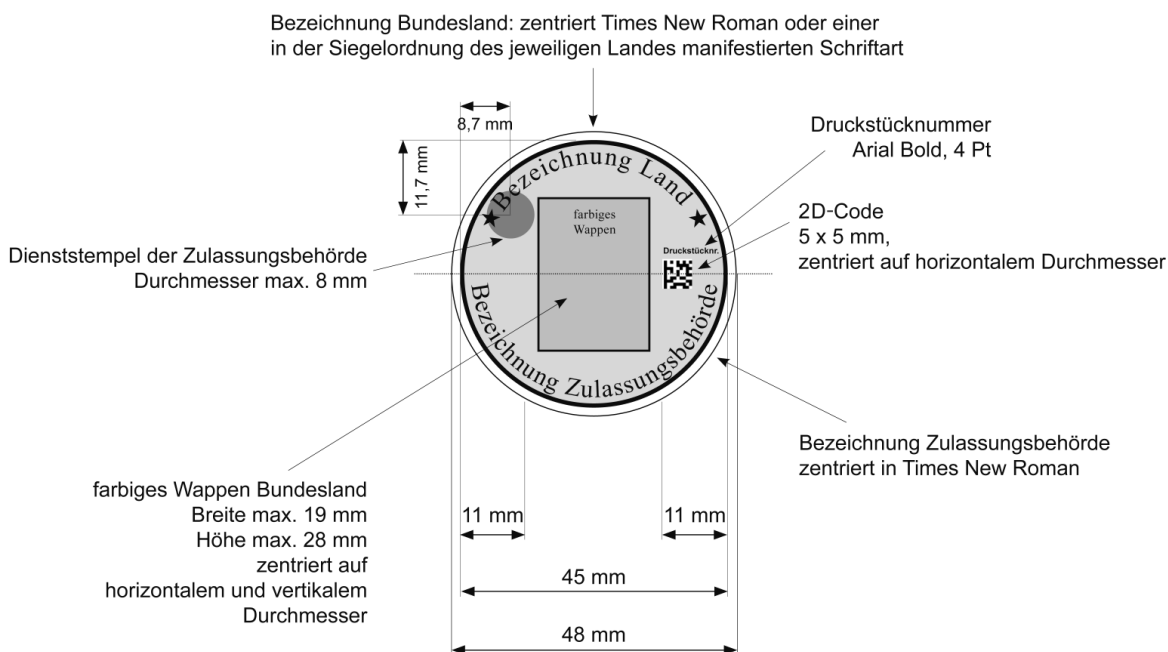 Bezeichnung Bundesland: zentriert Times New Roman oder einer
in der Siegelordnung des jeweiligen Landes manifestierten Schriftart
8,7 mm
11,7 mm
Druckstücknummer
Arial Bold, 4 Pt
Bezeichnung Land
farbiges
Wappen
Druckstücknr.
2D-Code
5 x 5 mm,
zentriert auf horizontalem Durchmesser
Dienststempel der Zulassungsbehörde
Durchmesser max. 8 mm
Bezeichnung Zulassungsbehörde
Bezeichnung Zulassungsbehörde
zentriert in Times New Roman
farbiges Wappen Bundesland
Breite max. 19 mm
Höhe max. 28 mm
zentriert auf
horizontalem und vertikalem
Durchmesser
11 mm
11 mm
45 mm
48 mm